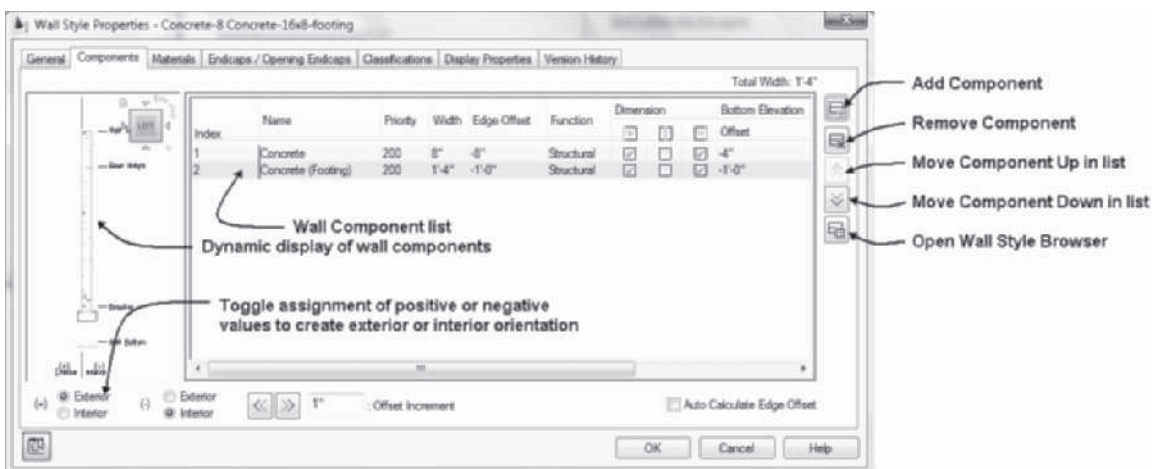 Wall Style Properties - Concrete-8 Concrete-16x8-footing
General Components Materials Endcaps / Opening Endcaps Classifications Display Properties Version History
Total Width: 1'-4"
Index Name Priority Width Edge Offset Function Dimension Bottom Elevation
Offset
1 Concrete 200 8" -8" Structural -4"
2 Concrete (Footing) 200 1'-4" -1'-0" Structural -1'-0"
LEFT
Wall Component list
Dynamic display of wall components
Toggle assignment of positive or negative
values to create exterior or interior orientation
Add Component
Remove Component
Move Component Up in list
Move Component Down in list
Open Wall Style Browser
(+) Exterior (-) Exterior
Interior Interior
1" : Offset Increment
Auto Calculate Edge Offset
OK Cancel Help